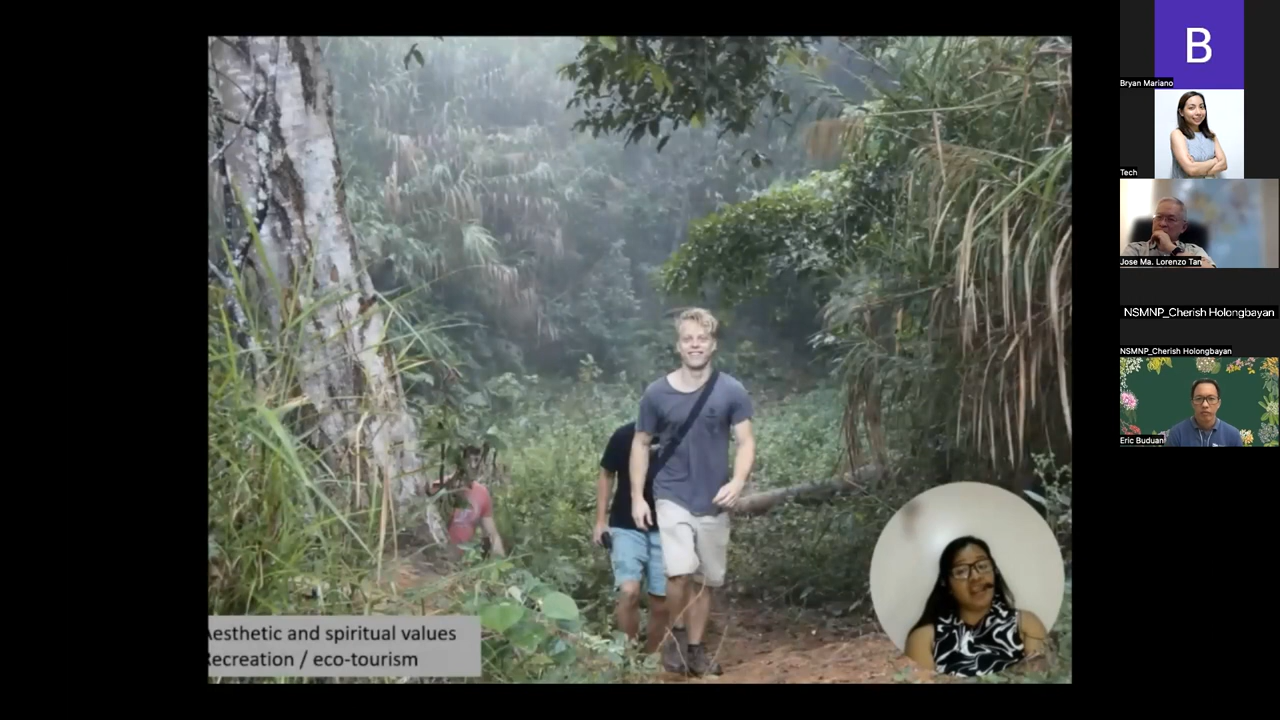 Aesthetic and spiritual values
Recreation / eco-tourism
B
Bryan Mariano
Tech
Jose Ma. Lorenzo Tan
NSMNP_Cherish Holongbayan
NSMNP_Cherish Holongbayan
Eric Buduan